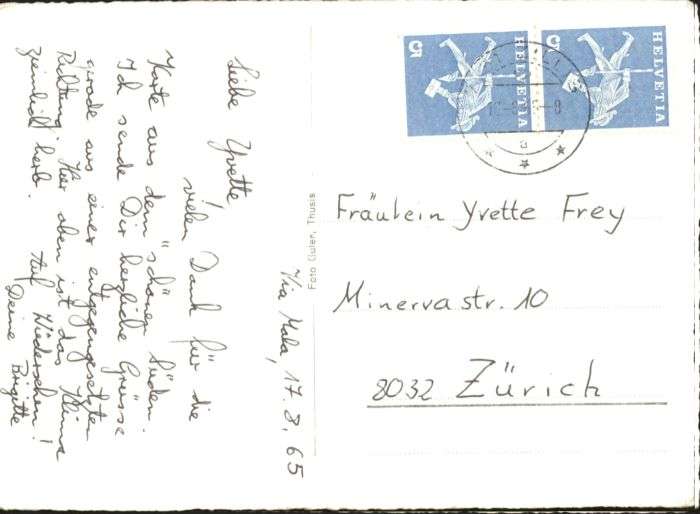 Via Mala, 17.8.65
Liebe Yvette!
vielen Dank für die
Karte aus dem "schönen" Süden.
Ich sende Dir herzliche Grüsse
gerade aus einer entgegengesetzten
Richtung. Hier oben ist das Klima
ziemlich herb. Auf Wiedersehen!
Deine Brigitte
Foto Guler, Thusis
HELVETIA
5
HELVETIA
5
Fräulein Yvette Frey
Minervastr. 10
8032 Zürich